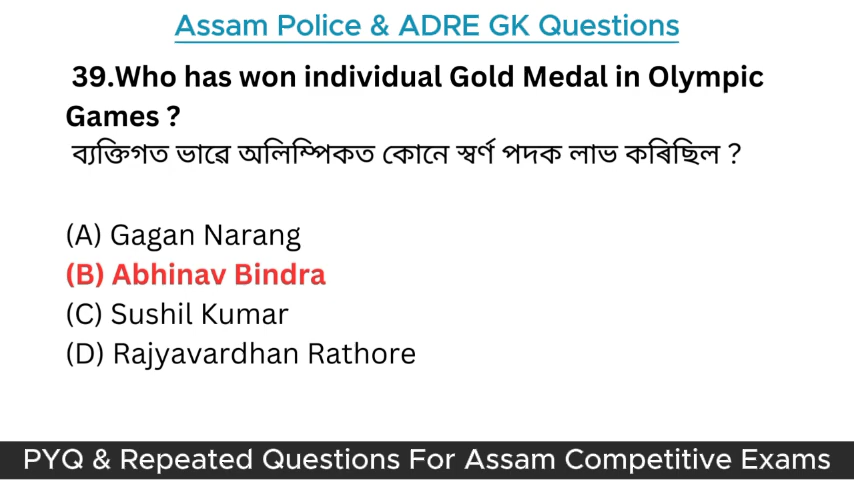 Assam Police & ADRE GK Questions
39.Who has won individual Gold Medal in Olympic
Games ?
ব্যক্তিগত ভাৱে অলিম্পিকত কোনে স্বৰ্ণ পদক লাভ কৰিছিল ?
(A) Gagan Narang
(B) Abhinav Bindra
(C) Sushil Kumar
(D) Rajyavardhan Rathore
PYQ & Repeated Questions For Assam Competitive Exams